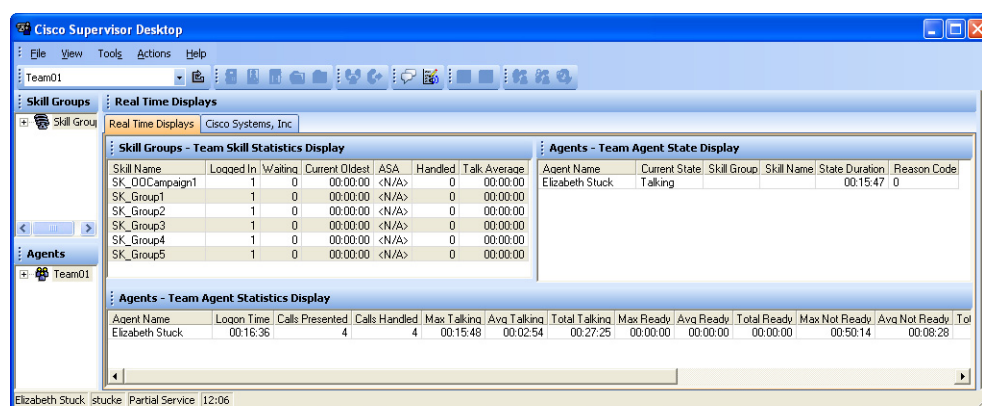 Cisco Supervisor Desktop
File View Tools Actions Help
Team01
Skill Groups
Skill Grou
Agents
Team01
Real Time Displays
Real Time Displays Cisco Systems, Inc
Skill Groups - Team Skill Statistics Display
Skill Name Logged In Waiting Current Oldest ASA Handled Talk Average
SK_OOCampaign1 1 0 00:00:00 <N/A> 0 00:00:00
SK_Group1 1 0 00:00:00 <N/A> 0 00:00:00
SK_Group2 1 0 00:00:00 <N/A> 0 00:00:00
SK_Group3 1 0 00:00:00 <N/A> 0 00:00:00
SK_Group4 1 0 00:00:00 <N/A> 0 00:00:00
SK_Group5 1 0 00:00:00 <N/A> 0 00:00:00
Agents - Team Agent State Display
Agent Name Current State Skill Group Skill Name State Duration Reason Code
Elizabeth Stuck Talking 00:15:47 0
Agents - Team Agent Statistics Display
Agent Name Logon Time Calls Presented Calls Handled Max Talking Avg Talking Total Talking Max Ready Avg Ready Total Ready Max Not Ready Avg Not Ready Tot
Elizabeth Stuck 00:16:36 4 4 00:15:48 00:02:54 00:27:25 00:00:00 00:00:00 00:00:00 00:50:14 00:08:28
Elizabeth Stuck stucke Partial Service 12:06